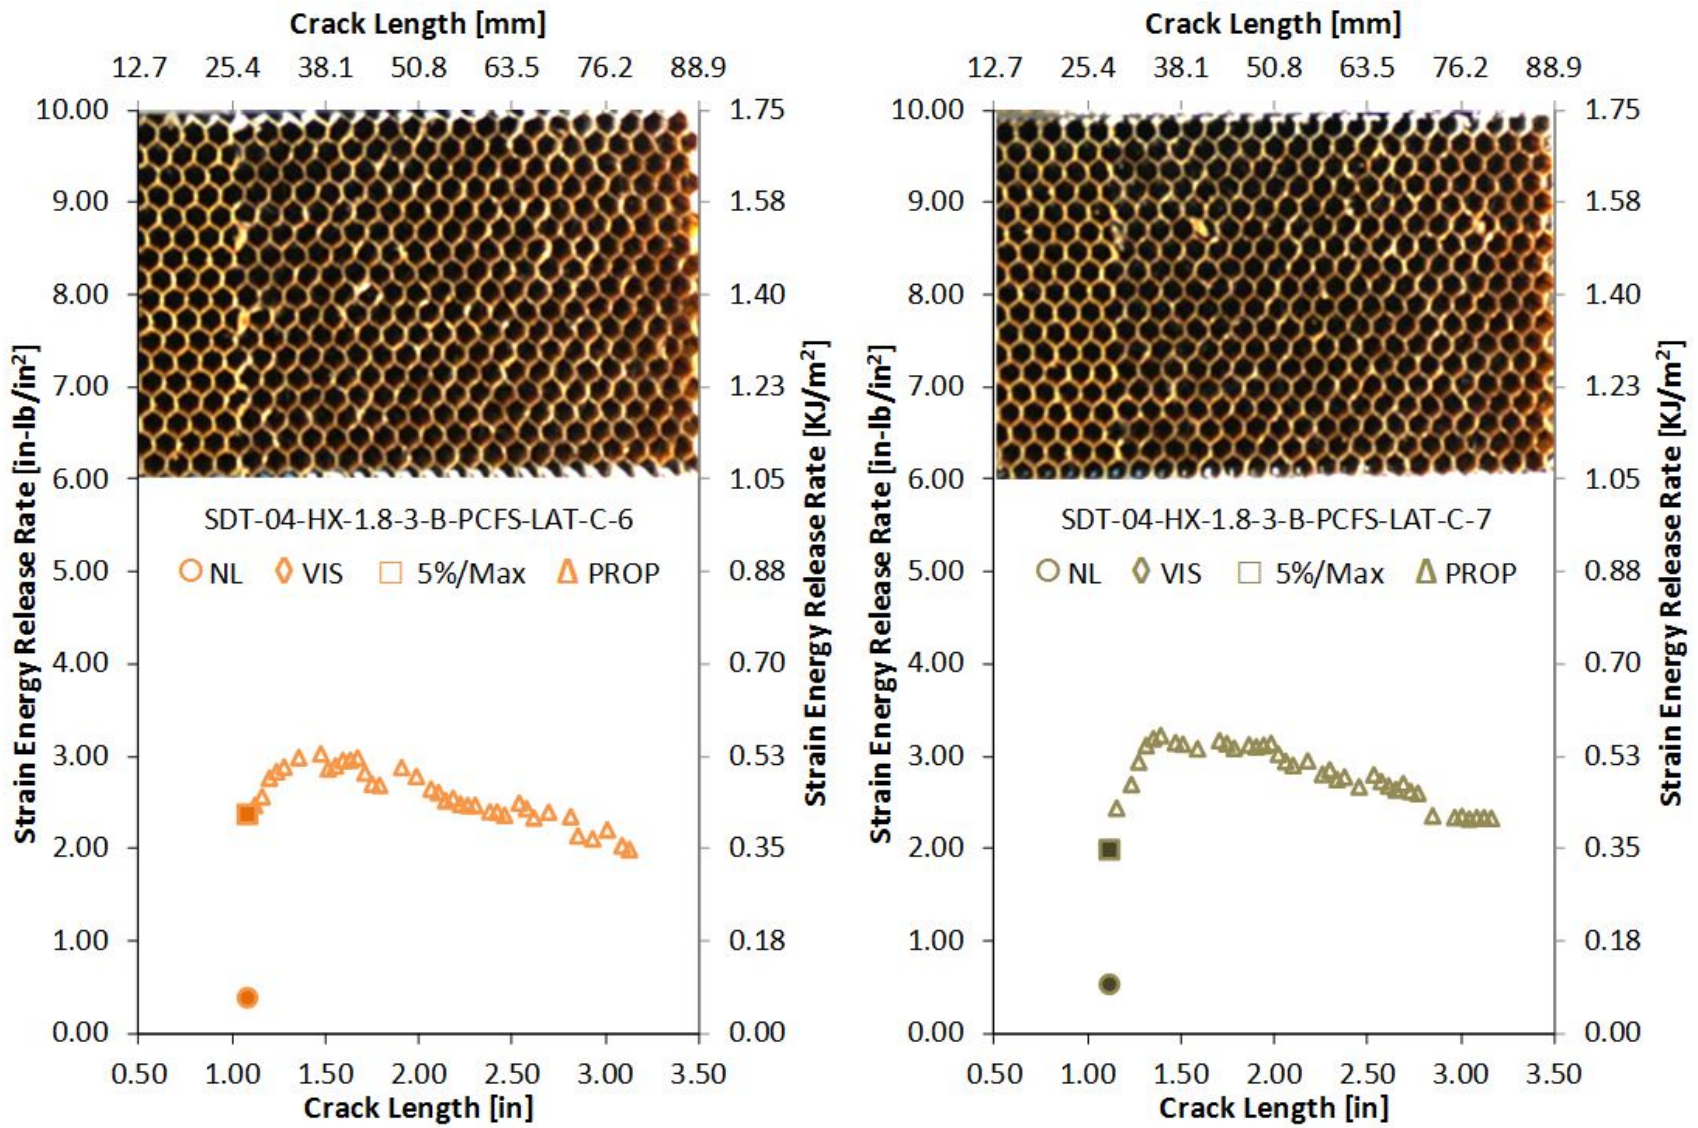 Crack Length [mm]
12.7 25.4 38.1 50.8 63.5 76.2 88.9
10.00
9.00
8.00
7.00
6.00
5.00
4.00
3.00
2.00
1.00
0.00
Strain Energy Release Rate [in-lb/in²]
SDT-04-HX-1.8-3-B-PCFS-LAT-C-6
NL VIS 5%/Max PROP
1.75
1.58
1.40
1.23
1.05
0.88
0.70
0.53
0.35
0.18
0.00
Strain Energy Release Rate [KJ/m²]
0.50 1.00 1.50 2.00 2.50 3.00 3.50
Crack Length [in]
Crack Length [mm]
12.7 25.4 38.1 50.8 63.5 76.2 88.9
10.00
9.00
8.00
7.00
6.00
5.00
4.00
3.00
2.00
1.00
0.00
Strain Energy Release Rate [in-lb/in²]
SDT-04-HX-1.8-3-B-PCFS-LAT-C-7
NL VIS 5%/Max PROP
1.75
1.58
1.40
1.23
1.05
0.88
0.70
0.53
0.35
0.18
0.00
Strain Energy Release Rate [KJ/m²]
0.50 1.00 1.50 2.00 2.50 3.00 3.50
Crack Length [in]